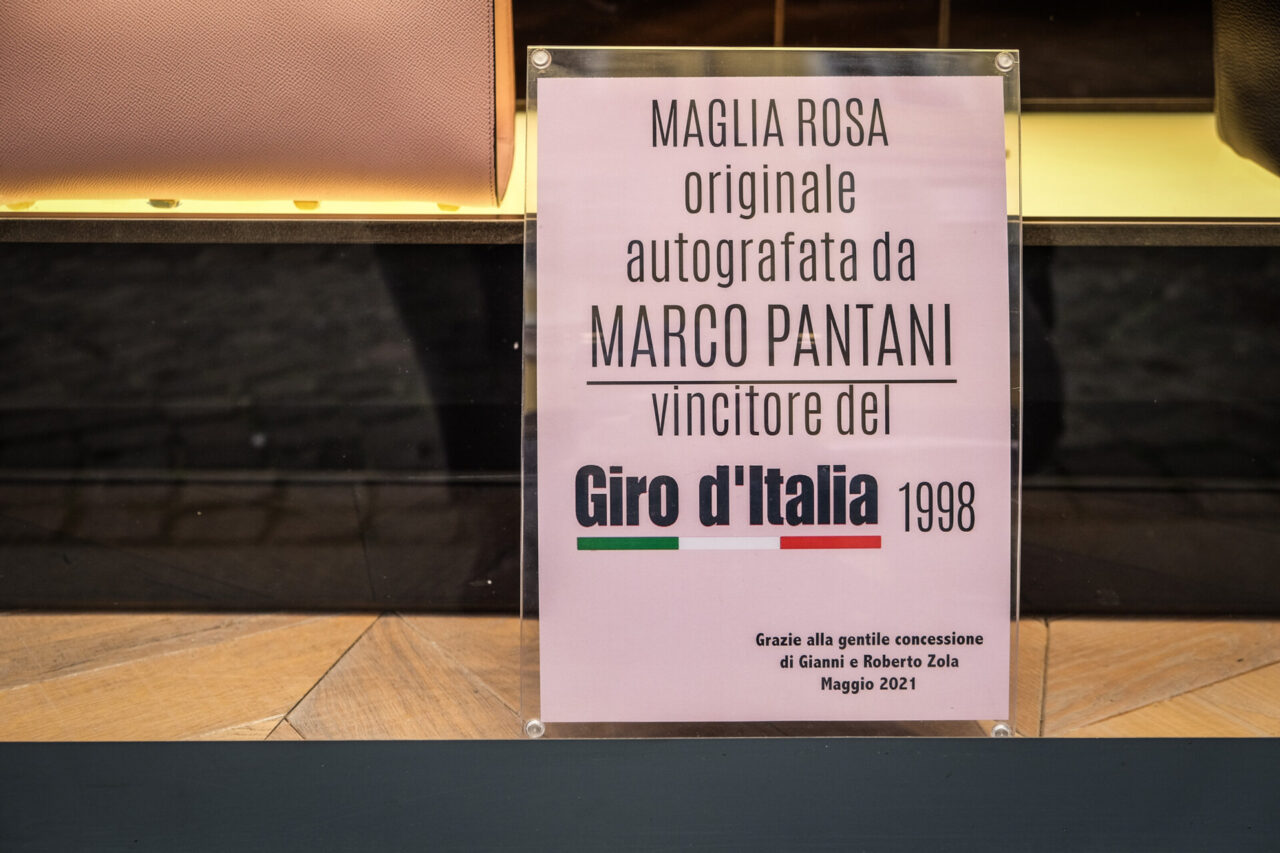 MAGLIA ROSA
originale
autografata da
MARCO PANTANI
vincitore del
Giro d'Italia 1998
Grazie alla gentile concessione
di Gianni e Roberto Zola
Maggio 2021